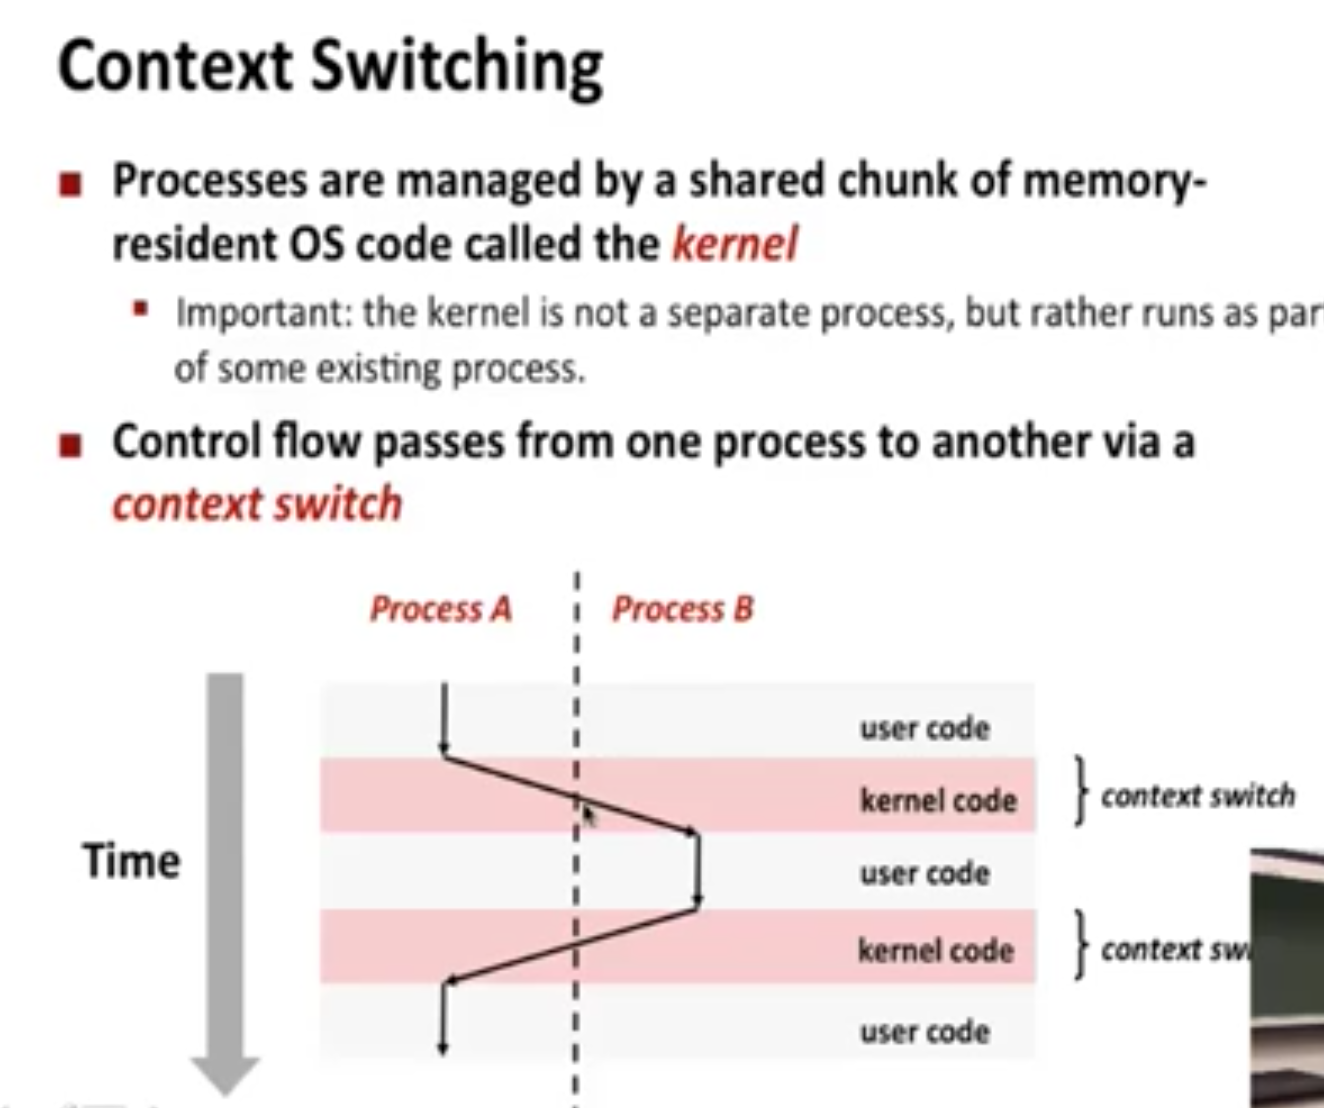 Context Switching
Processes are managed by a shared chunk of memory-
resident OS code called the kernel
Important: the kernel is not a separate process, but rather runs as par
of some existing process.
Control flow passes from one process to another via a
context switch
Process A
Process B
user code
kernel code
context switch
Time
user code
kernel code
context sw
user code